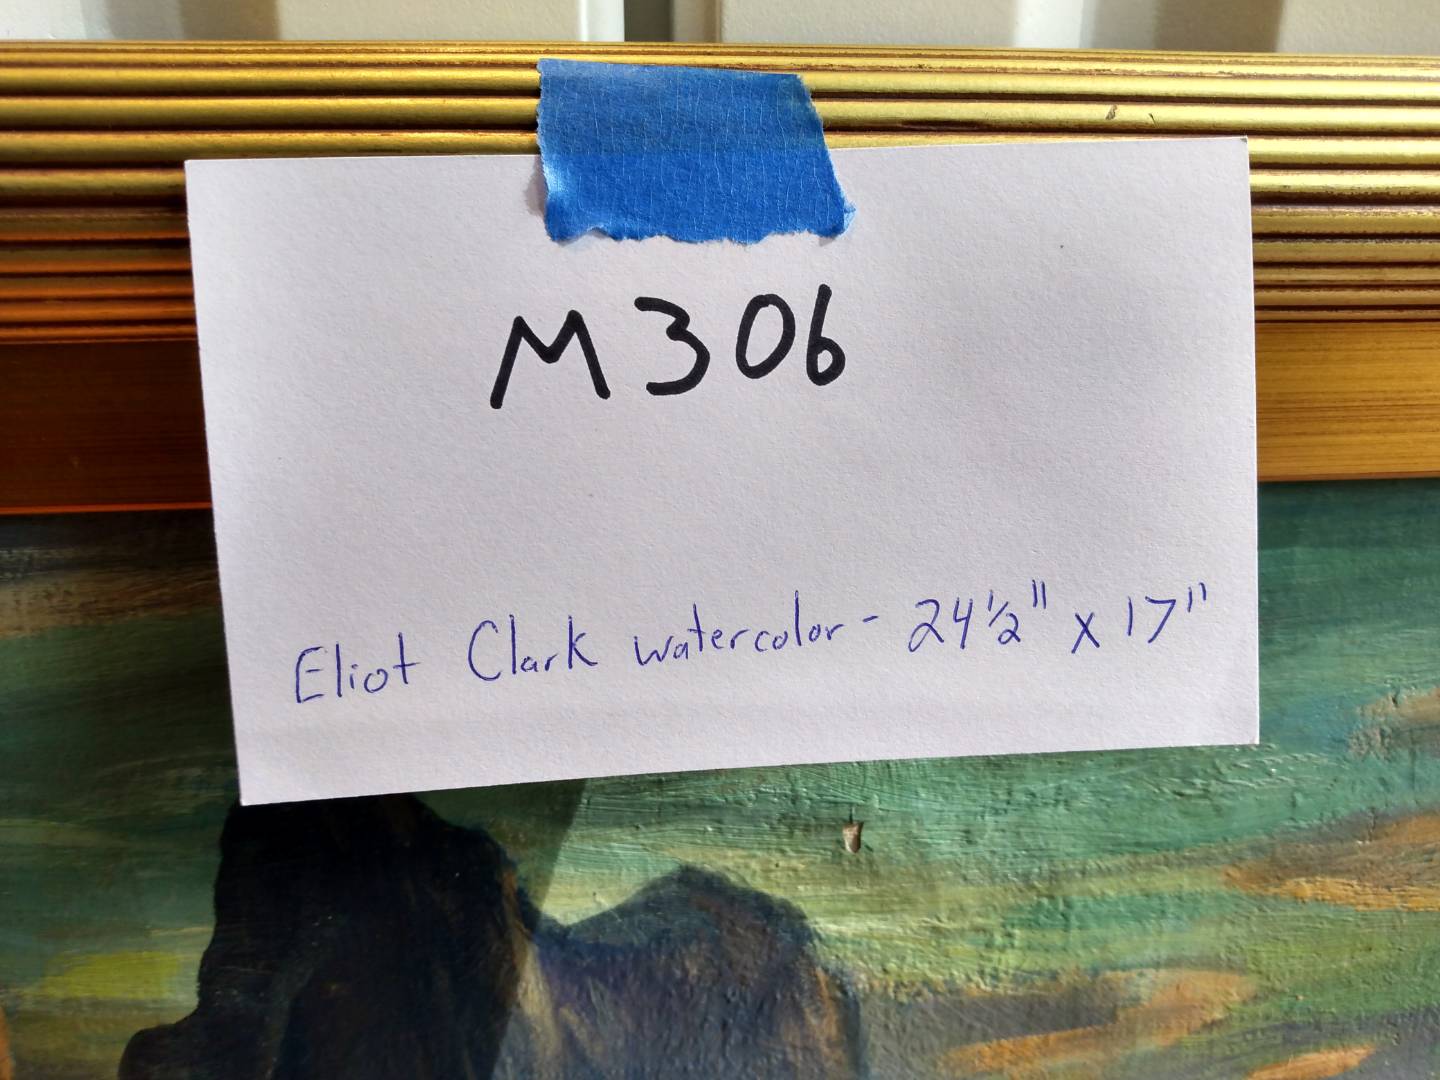 M306
Eliot Clark watercolor - 24½" x 17"